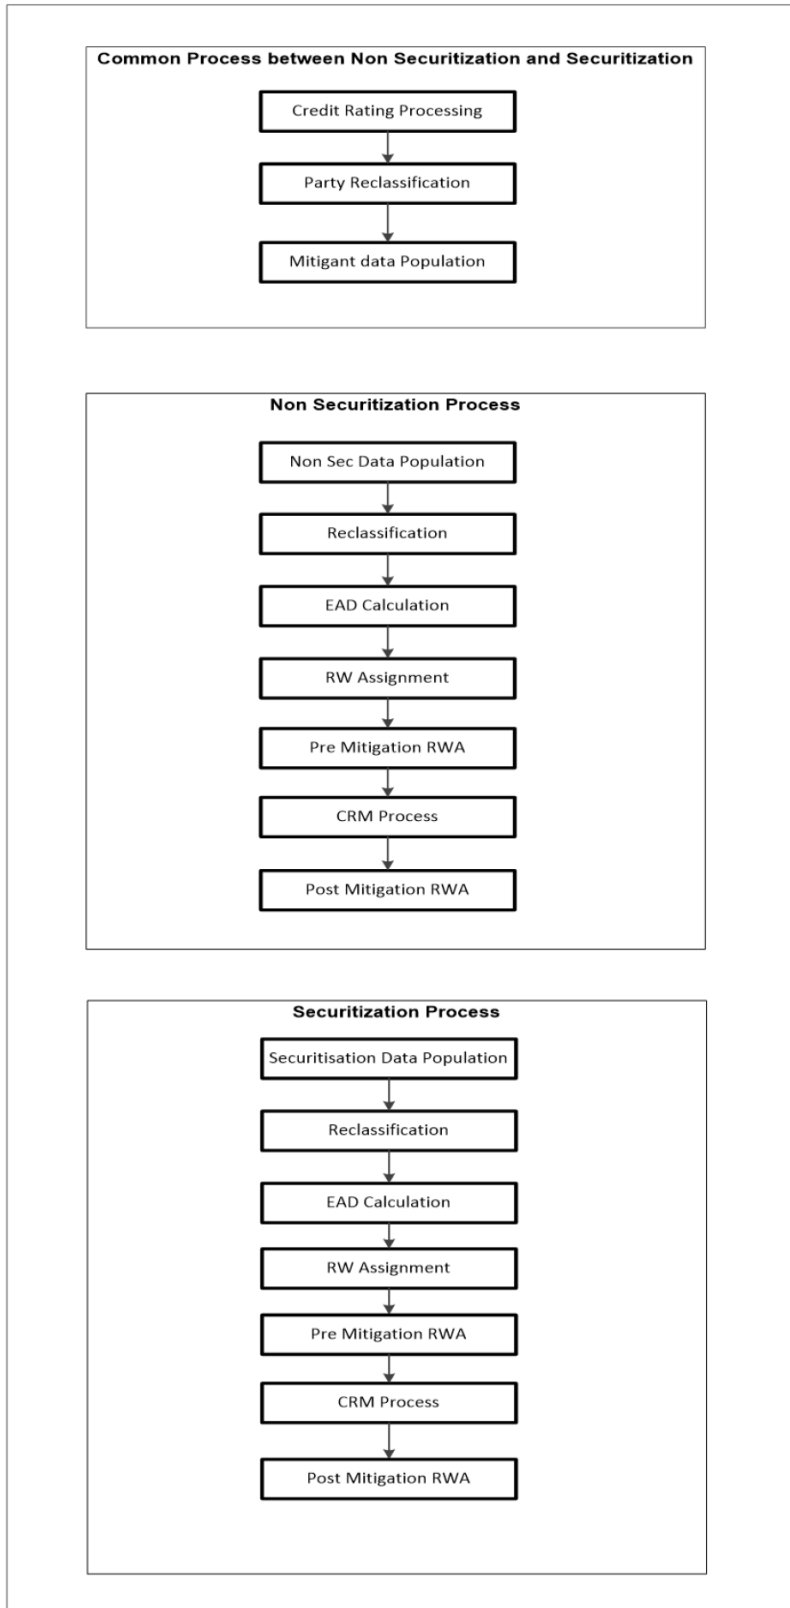 Common Process between Non Securitization and Securitization
Credit Rating Processing
Party Reclassification
Mitigant data Population
Non Securitization Process
Non Sec Data Population
Reclassification
EAD Calculation
RW Assignment
Pre Mitigation RWA
CRM Process
Post Mitigation RWA
Securitization Process
Securitisation Data Population
Reclassification
EAD Calculation
RW Assignment
Pre Mitigation RWA
CRM Process
Post Mitigation RWA